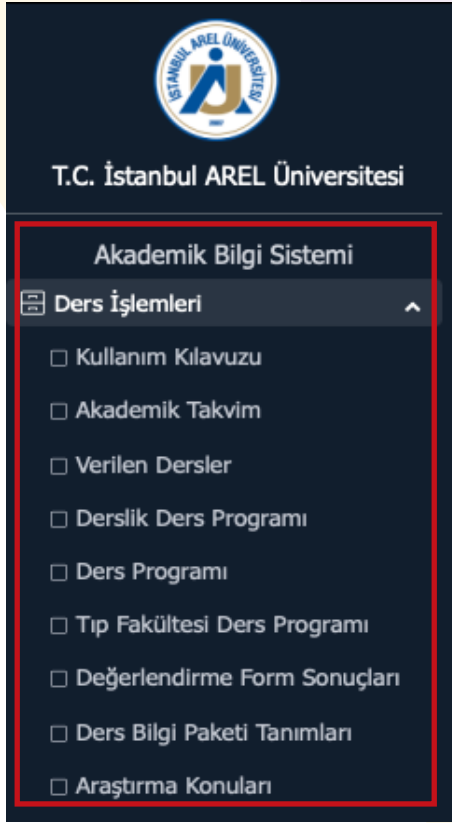 İSTANBUL AREL ÜNİVERSİTESİ
2007
T.C. İstanbul AREL Üniversitesi
Akademik Bilgi Sistemi
Ders İşlemleri
Kullanım Kılavuzu
Akademik Takvim
Verilen Dersler
Derslik Ders Programı
Ders Programı
Tıp Fakültesi Ders Programı
Değerlendirme Form Sonuçları
Ders Bilgi Paketi Tanımları
Araştırma Konuları